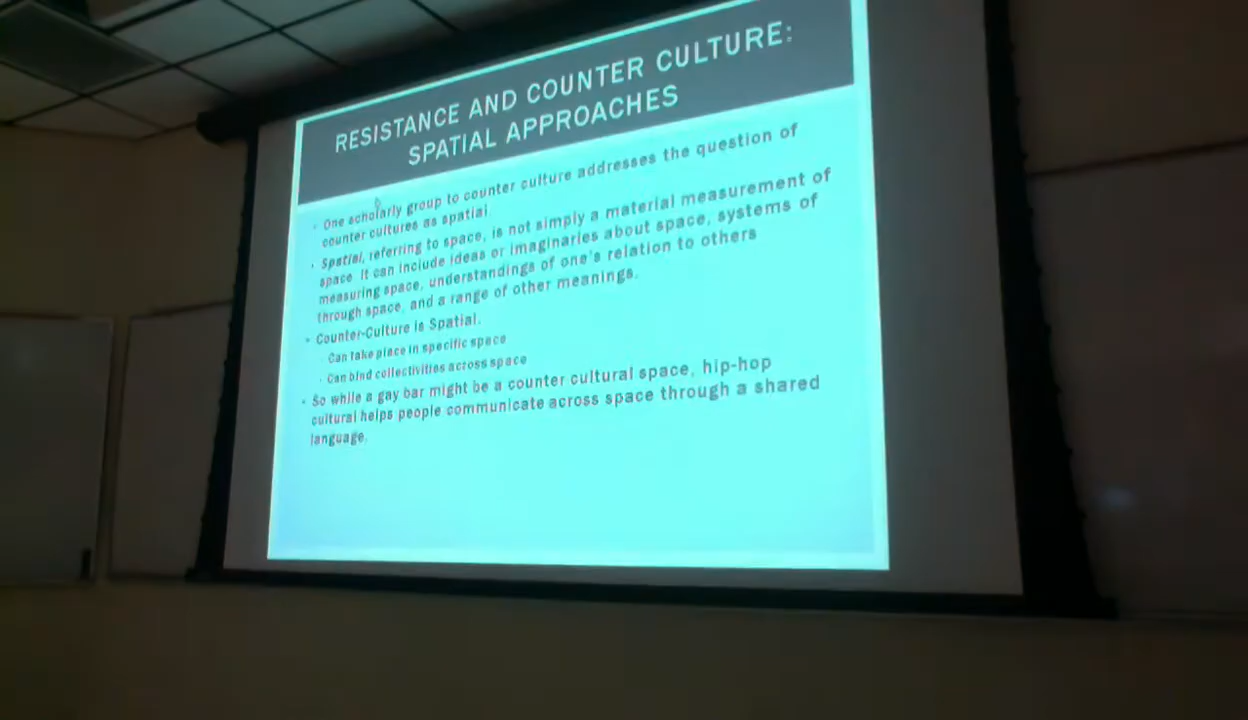 RESISTANCE AND COUNTER CULTURE:
SPATIAL APPROACHES
One scholarly group to counter culture addresses the question of
counter cultures as spatial
Spatial, referring to space, is not simply a material measurement of
space. It can include ideas or imaginaries about space, systems of
measuring space, understandings of one's relation to others
through space, and a range of other meanings.
Counter-Culture is Spatial.
Can take place in specific space
Can bind collectivities across space
So while a gay bar might be a counter cultural space, hip-hop
cultural helps people communicate across space through a shared
language.